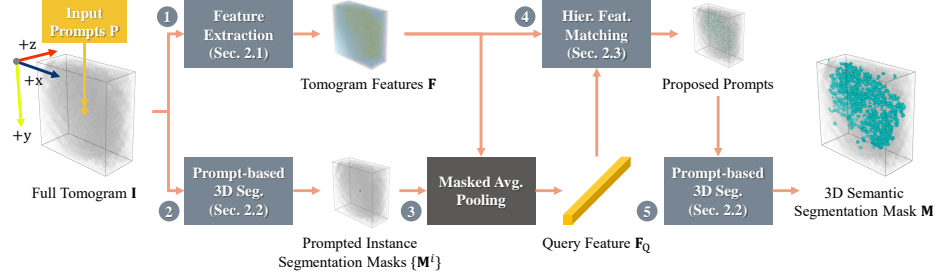 Input
Prompts P
+z
+x
+y
Full Tomogram I
1
Feature
Extraction
(Sec. 2.1)
Tomogram Features F
2
Prompt-based
3D Seg.
(Sec. 2.2)
Prompted Instance
Segmentation Masks {Mⁱ}
3
Masked Avg.
Pooling
Query Feature F_Q
4
Hier. Feat.
Matching
(Sec. 2.3)
Proposed Prompts
5
Prompt-based
3D Seg.
(Sec. 2.2)
3D Semantic
Segmentation Mask M